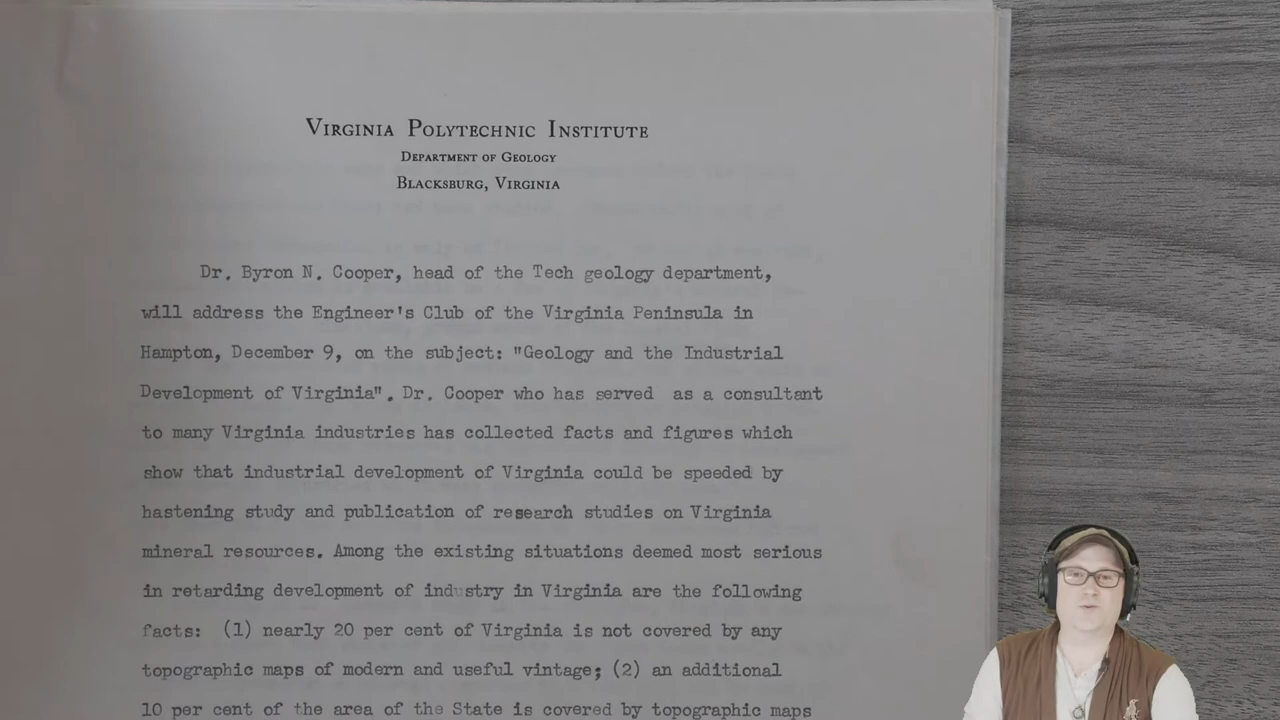 Virginia Polytechnic Institute
Department of Geology
Blacksburg, Virginia
Dr. Byron N. Cooper, head of the Tech geology department,
will address the Engineer's Club of the Virginia Peninsula in
Hampton, December 9, on the subject: "Geology and the Industrial
Development of Virginia". Dr. Cooper who has served as a consultant
to many Virginia industries has collected facts and figures which
show that industrial development of Virginia could be speeded by
hastening study and publication of research studies on Virginia
mineral resources. Among the existing situations deemed most serious
in retarding development of industry in Virginia are the following
facts: (1) nearly 20 per cent of Virginia is not covered by any
topographic maps of modern and useful vintage; (2) an additional
10 per cent of the area of the State is covered by topographic maps